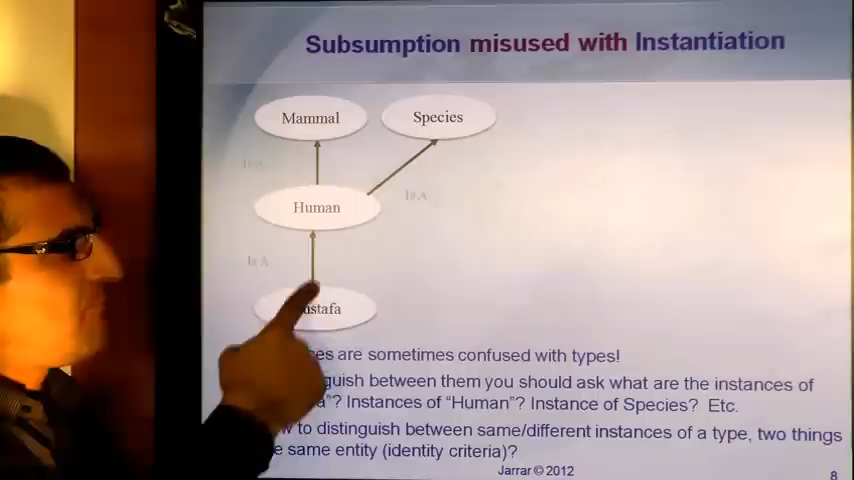 Subsumption misused with Instantiation
Mammal
Species
Is A
Is A
Human
Is A
ustafa
ces are sometimes confused with types!
guish between them you should ask what are the instances of
a”? Instances of “Human”? Instance of Species? Etc.
w to distinguish between same/different instances of a type, two things
e same entity (identity criteria)?
Jarrar © 2012
8